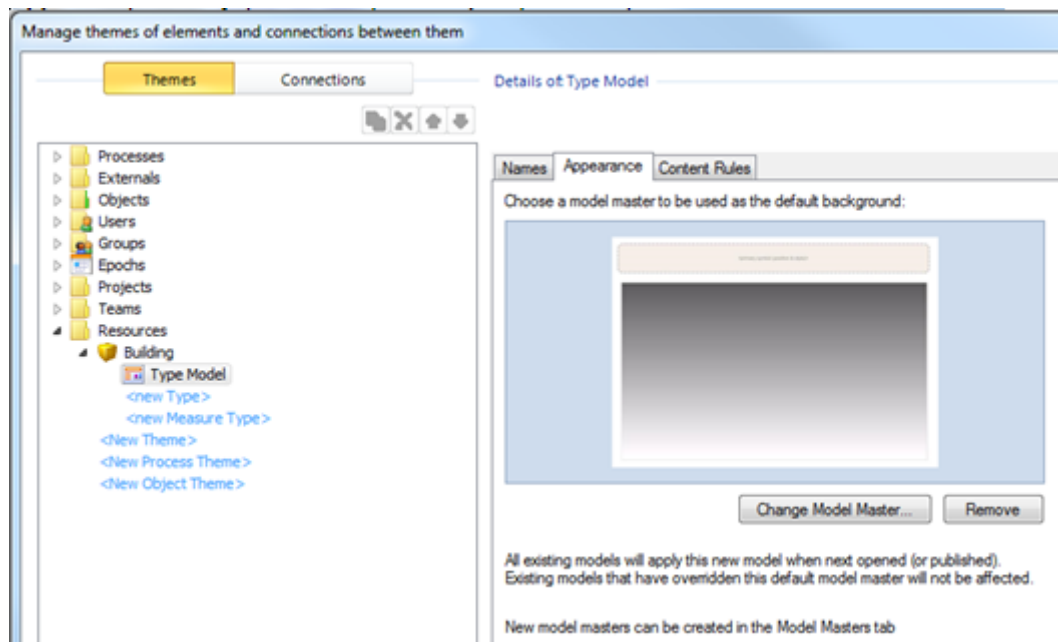 Manage themes of elements and connections between them
Themes
Connections
Details of: Type Model
Processes
Externals
Objects
Users
Groups
Epochs
Projects
Teams
Resources
Building
Type Model
<new Type>
<new Measure Type>
<New Theme>
<New Process Theme>
<New Object Theme>
Names
Appearance
Content Rules
Choose a model master to be used as the default background:
Change Model Master...
Remove
All existing models will apply this new model when next opened (or published).
Existing models that have overridden this default model master will not be affected.
New model masters can be created in the Model Masters tab